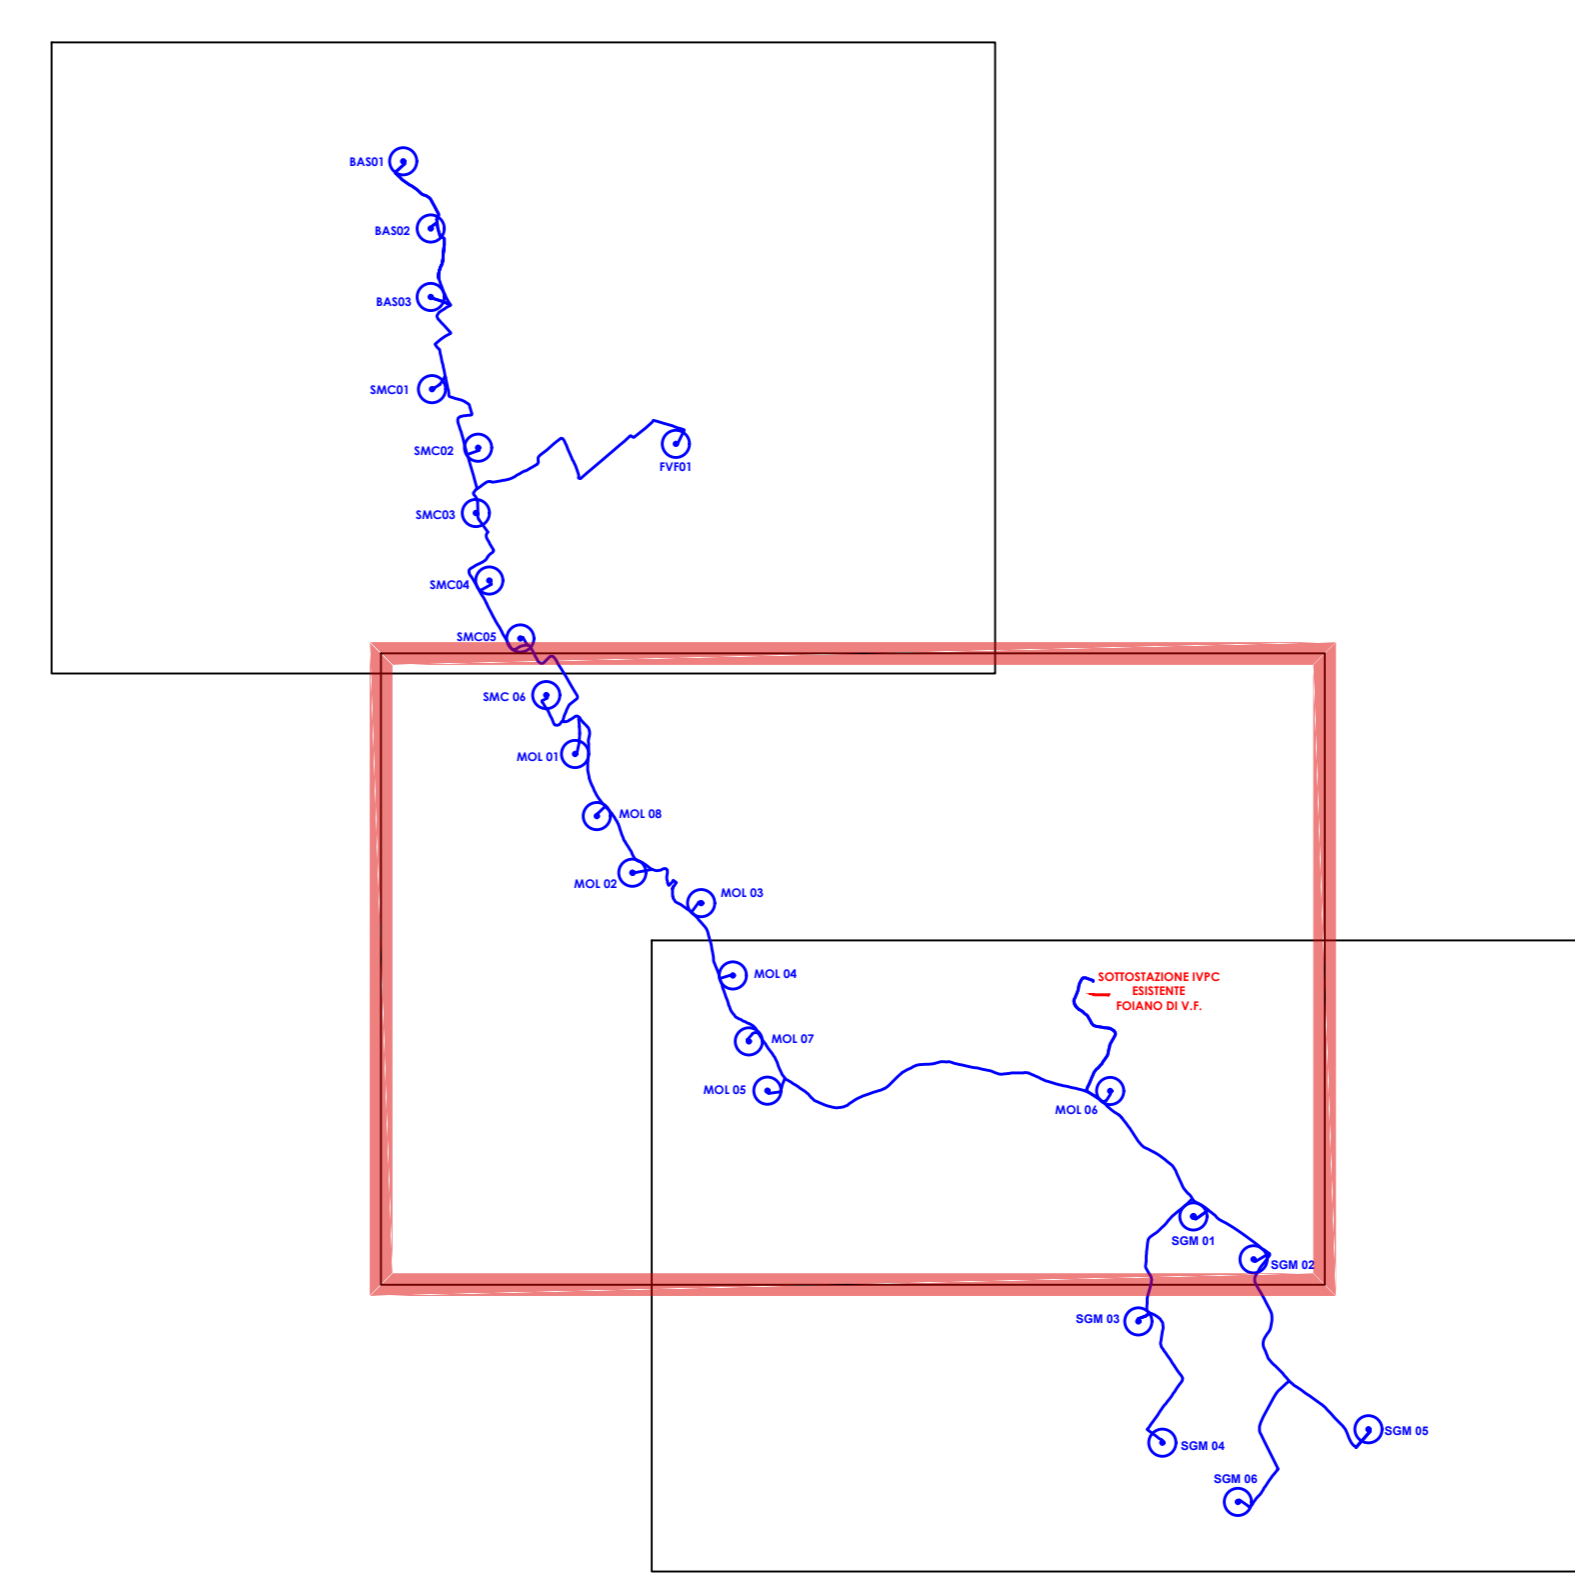 BAS01
BAS02
BAS03
SMC01
SMC02
FVF01
SMC03
SMC04
SMC05
SMC 06
MOL 01
MOL 08
MOL 02
MOL 03
MOL 04
SOTTOSTAZIONE IVPC
ESISTENTE
FOIANO DI V.F.
MOL 07
MOL 05
MOL 06
SGM 01
SGM 02
SGM 03
SGM 05
SGM 04
SGM 06